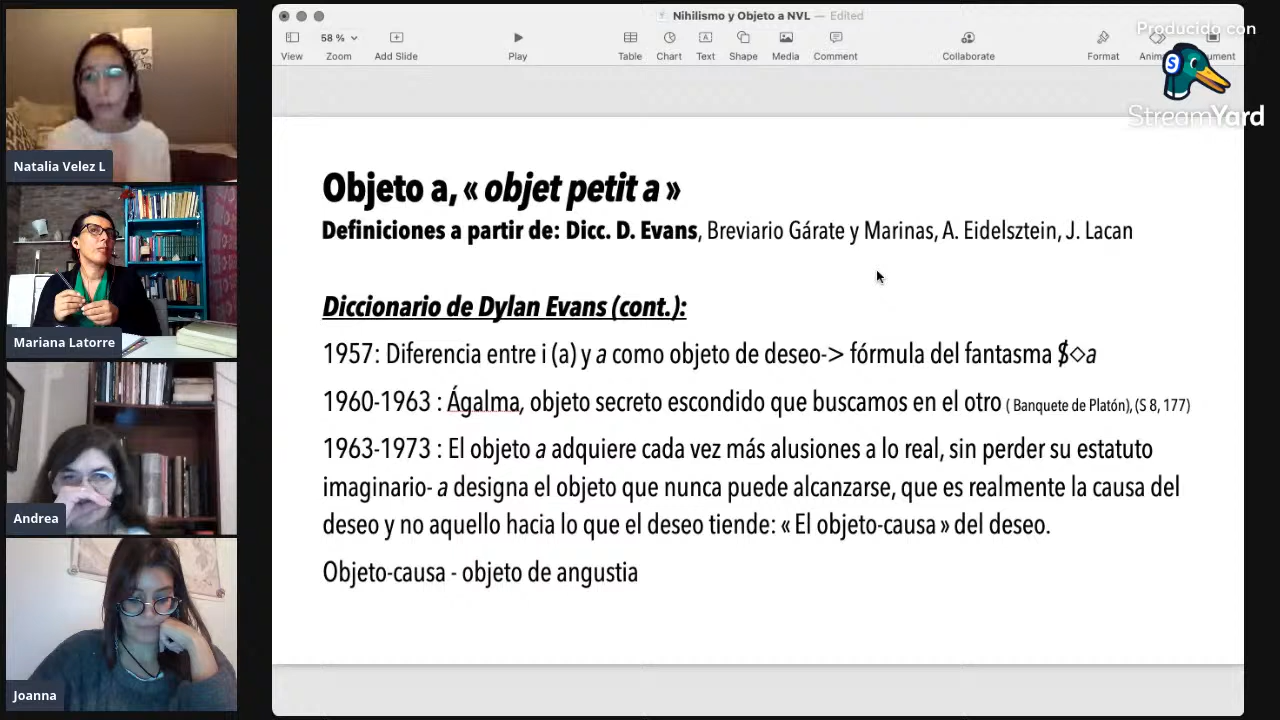 Natalia Velez L
Mariana Latorre
Andrea
Joanna
Nihilismo y Objeto a NVL — Edited
58 %
View
Zoom
Add Slide
Play
Table
Chart
Text
Shape
Media
Comment
Collaborate
Format
Producido con
StreamYard
Objeto a, « objet petit a »
Definiciones a partir de: Dicc. D. Evans, Breviario Gárate y Marinas, A. Eidelsztein, J. Lacan
Diccionario de Dylan Evans (cont.):
1957: Diferencia entre i (a) y a como objeto de deseo-> fórmula del fantasma $◇a
1960-1963 : Ágalma, objeto secreto escondido que buscamos en el otro ( Banquete de Platón), (S 8, 177)
1963-1973 : El objeto a adquiere cada vez más alusiones a lo real, sin perder su estatuto
imaginario- a designa el objeto que nunca puede alcanzarse, que es realmente la causa del
deseo y no aquello hacia lo que el deseo tiende: « El objeto-causa » del deseo.
Objeto-causa - objeto de angustia